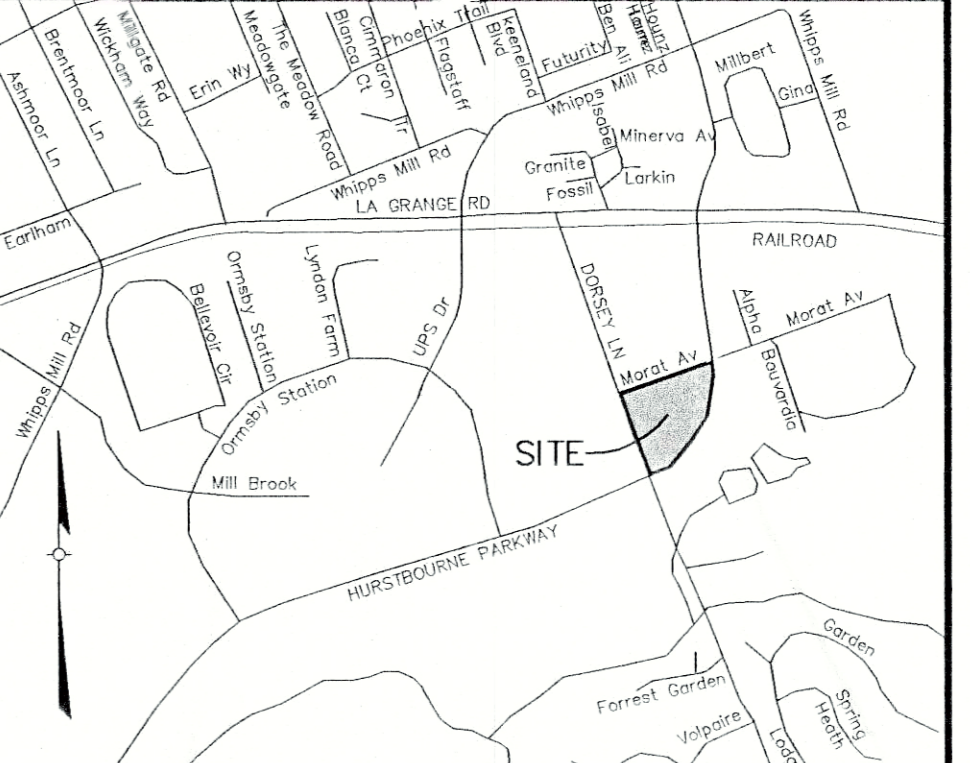 Ashmoor Ln
Brentmoor Ln
Wickham Way
Millgate Rd
Erin Wy
Meadowgate
The Meadow Road
Blanca Ct
Cimmaron
Tr
Phoenix Trail
Flagstaff
Keeneland
Blvd
Futurity
Ben Ali
Whipps Mill Rd
Millbert
Gina
Whipps Mill Rd
Isabel
Minerva Av
Granite
Larkin
Fossil
Whipps Mill Rd
LA GRANGE RD
RAILROAD
Earlham
Whipps Mill Rd
Bellevoir Cir
Ormsby Station
Lyndon Farm
UPS Dr
DORSEY LN
Morat Av
Alpha
Morat Av
Bouvardia
Ormsby Station
SITE
Mill Brook
HURSTBOURNE PARKWAY
Garden
Forrest Garden
Spring
Heath
Volpaire